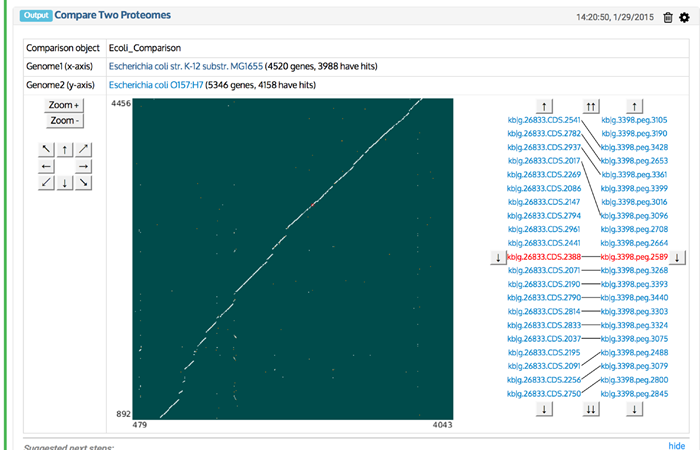 Output Compare Two Proteomes 14:20:50, 1/29/2015
Comparison object Ecoli_Comparison
Genome1 (x-axis) Escherichia coli str. K-12 substr. MG1655 (4520 genes, 3988 have hits)
Genome2 (y-axis) Escherichia coli O157:H7 (5346 genes, 4158 have hits)
Zoom +
Zoom -
4456
892
479 4043
kb|g.26833.CDS.2541 kb|g.3398.peg.3105
kb|g.26833.CDS.2782 kb|g.3398.peg.3190
kb|g.26833.CDS.2937 kb|g.3398.peg.3428
kb|g.26833.CDS.2017 kb|g.3398.peg.2653
kb|g.26833.CDS.2269 kb|g.3398.peg.3361
kb|g.26833.CDS.2086 kb|g.3398.peg.3399
kb|g.26833.CDS.2147 kb|g.3398.peg.3016
kb|g.26833.CDS.2794 kb|g.3398.peg.3096
kb|g.26833.CDS.2961 kb|g.3398.peg.2708
kb|g.26833.CDS.2441 kb|g.3398.peg.2664
kb|g.26833.CDS.2388 kb|g.3398.peg.2589
kb|g.26833.CDS.2071 kb|g.3398.peg.3268
kb|g.26833.CDS.2190 kb|g.3398.peg.3393
kb|g.26833.CDS.2790 kb|g.3398.peg.3440
kb|g.26833.CDS.2814 kb|g.3398.peg.3303
kb|g.26833.CDS.2833 kb|g.3398.peg.3324
kb|g.26833.CDS.2037 kb|g.3398.peg.3075
kb|g.26833.CDS.2195 kb|g.3398.peg.2488
kb|g.26833.CDS.2091 kb|g.3398.peg.3079
kb|g.26833.CDS.2256 kb|g.3398.peg.2800
kb|g.26833.CDS.2750 kb|g.3398.peg.2845
Suggested next steps: hide